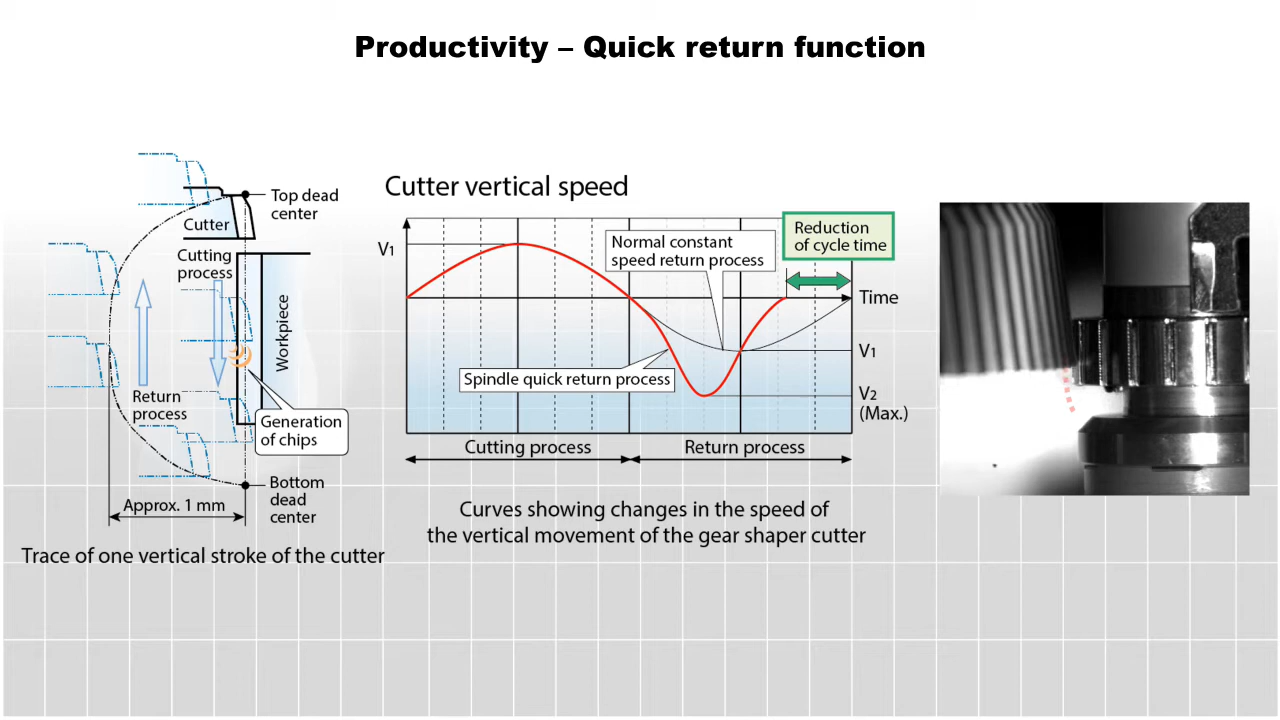 Productivity – Quick return function
Top dead
center
Cutter
Cutting
process
Workpiece
Return
process
Generation
of chips
Approx. 1 mm
Bottom
dead
center
Trace of one vertical stroke of the cutter
Cutter vertical speed
V1
Normal constant
speed return process
Reduction
of cycle time
Time
V1
Spindle quick return process
V2
(Max.)
Cutting process
Return process
Curves showing changes in the speed of
the vertical movement of the gear shaper cutter